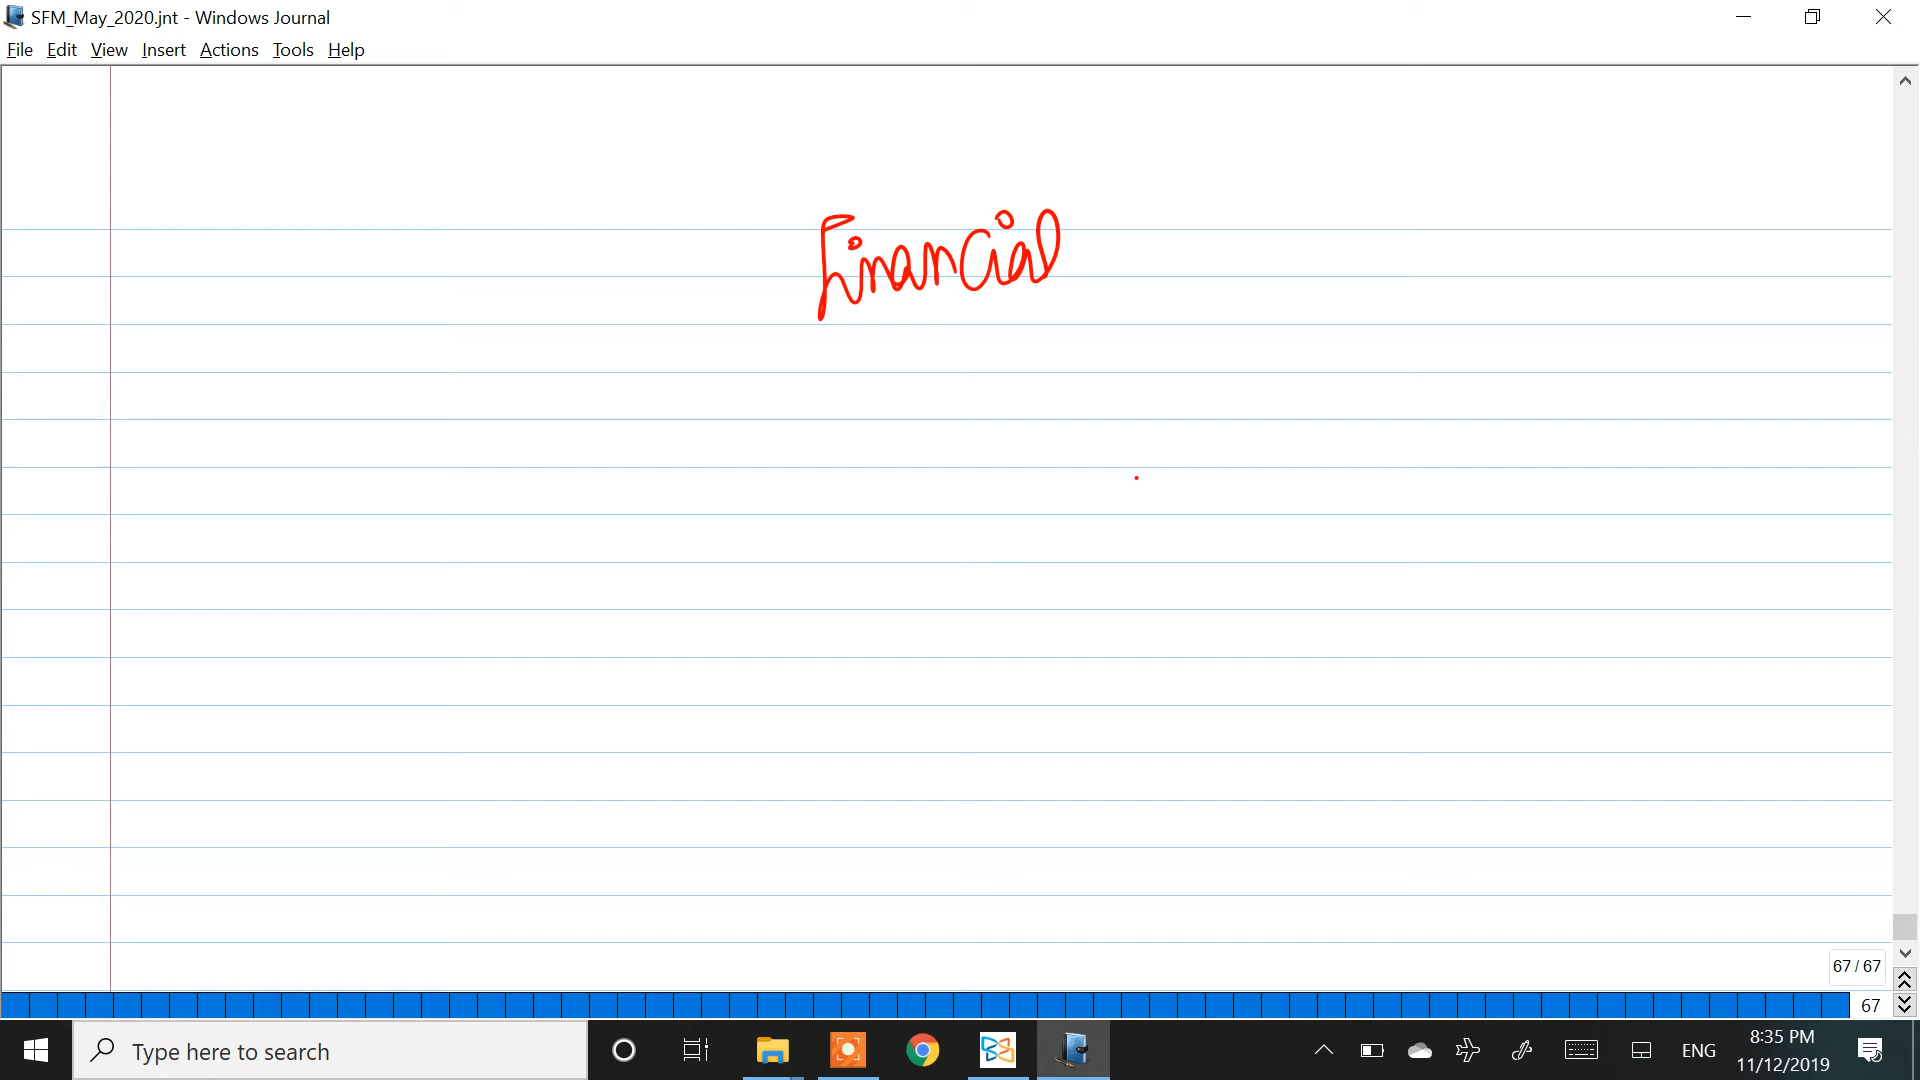 SFM_May_2020.jnt - Windows Journal
File Edit View Insert Actions Tools Help
Financial
67 / 67
67
Type here to search
ENG
8:35 PM
11/12/2019